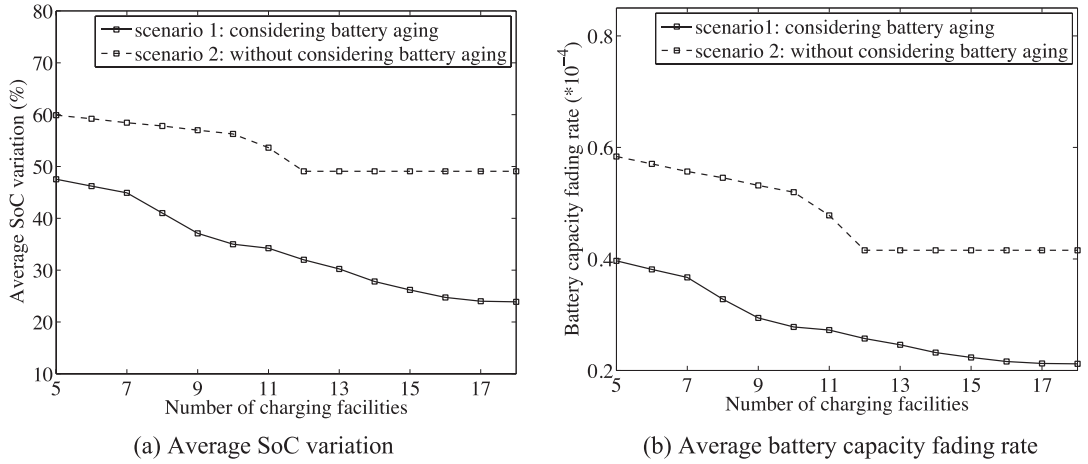 80
70
60
50
40
30
20
10
Average SoC variation (%)
scenario 1: considering battery aging
scenario 2: without considering battery aging
5 7 9 11 13 15 17
Number of charging facilities
(a) Average SoC variation
0.8
0.6
0.4
0.2
Battery capacity fading rate (*10⁻⁴)
scenario1: considering battery aging
scenario 2: without considering battery aging
5 7 9 11 13 15 17
Number of charging facilities
(b) Average battery capacity fading rate